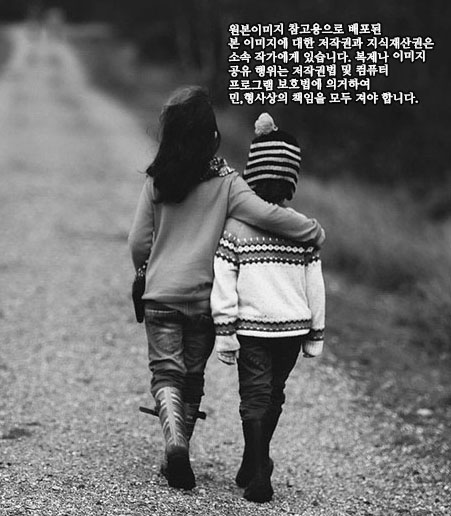 원본이미지 참고용으로 배포된
본 이미지에 대한 저작권과 지식재산권은
소속 작가에게 있습니다. 복제나 이미지
공유 행위는 저작권법 및 컴퓨터
프로그램 보호법에 의거하여
민,형사상의 책임을 모두 져야 합니다.